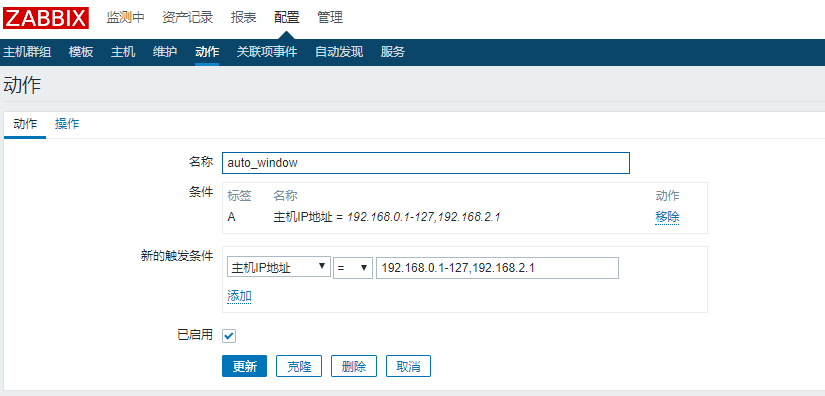 ZABBIX 监测中 资产记录 报表 配置 管理
主机群组 模板 主机 维护 动作 关联项事件 自动发现 服务
动作
动作 操作
名称 auto_window
条件 标签 名称 动作
A 主机IP地址 = 192.168.0.1-127,192.168.2.1 移除
新的触发条件 主机IP地址 = 192.168.0.1-127,192.168.2.1
添加
已启用
更新 克隆 删除 取消